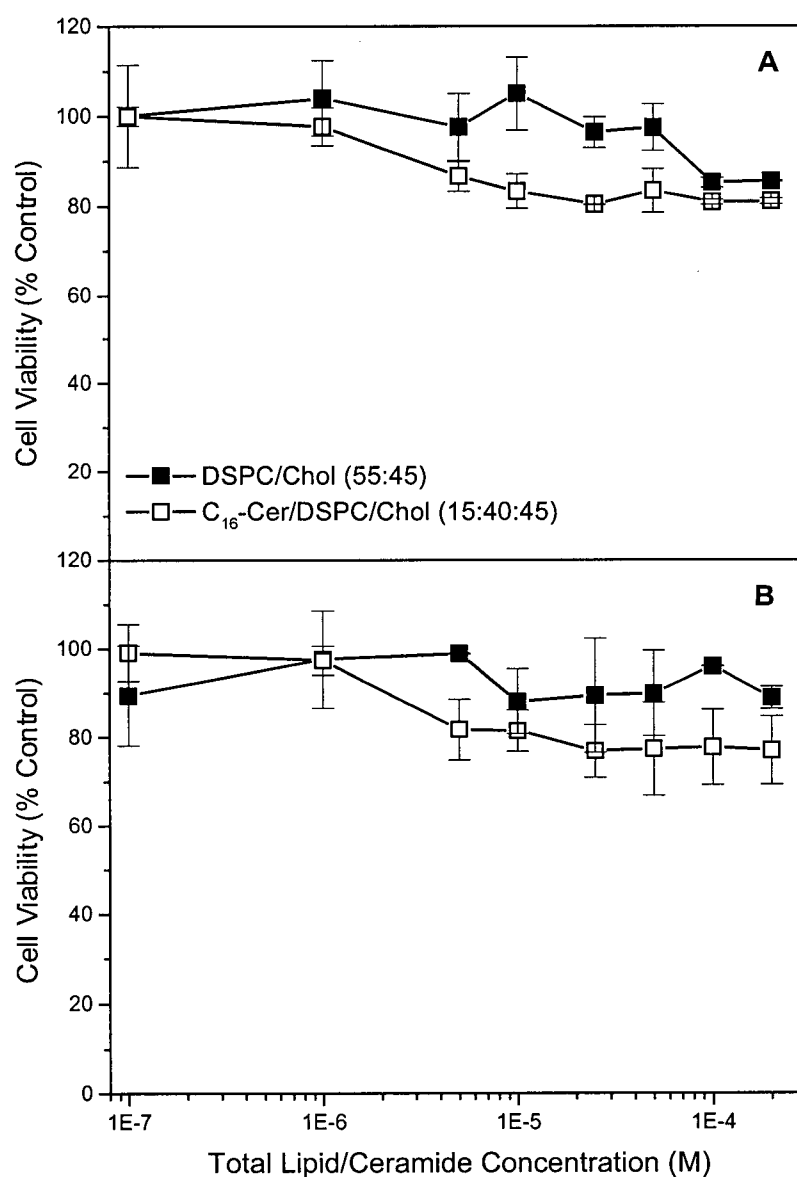 120
A
100
80
60
40
20
Cell Viability (% Control)
DSPC/Chol (55:45)
C₁₆-Cer/DSPC/Chol (15:40:45)
120
B
100
80
60
40
20
0
Cell Viability (% Control)
1E-7 1E-6 1E-5 1E-4
Total Lipid/Ceramide Concentration (M)